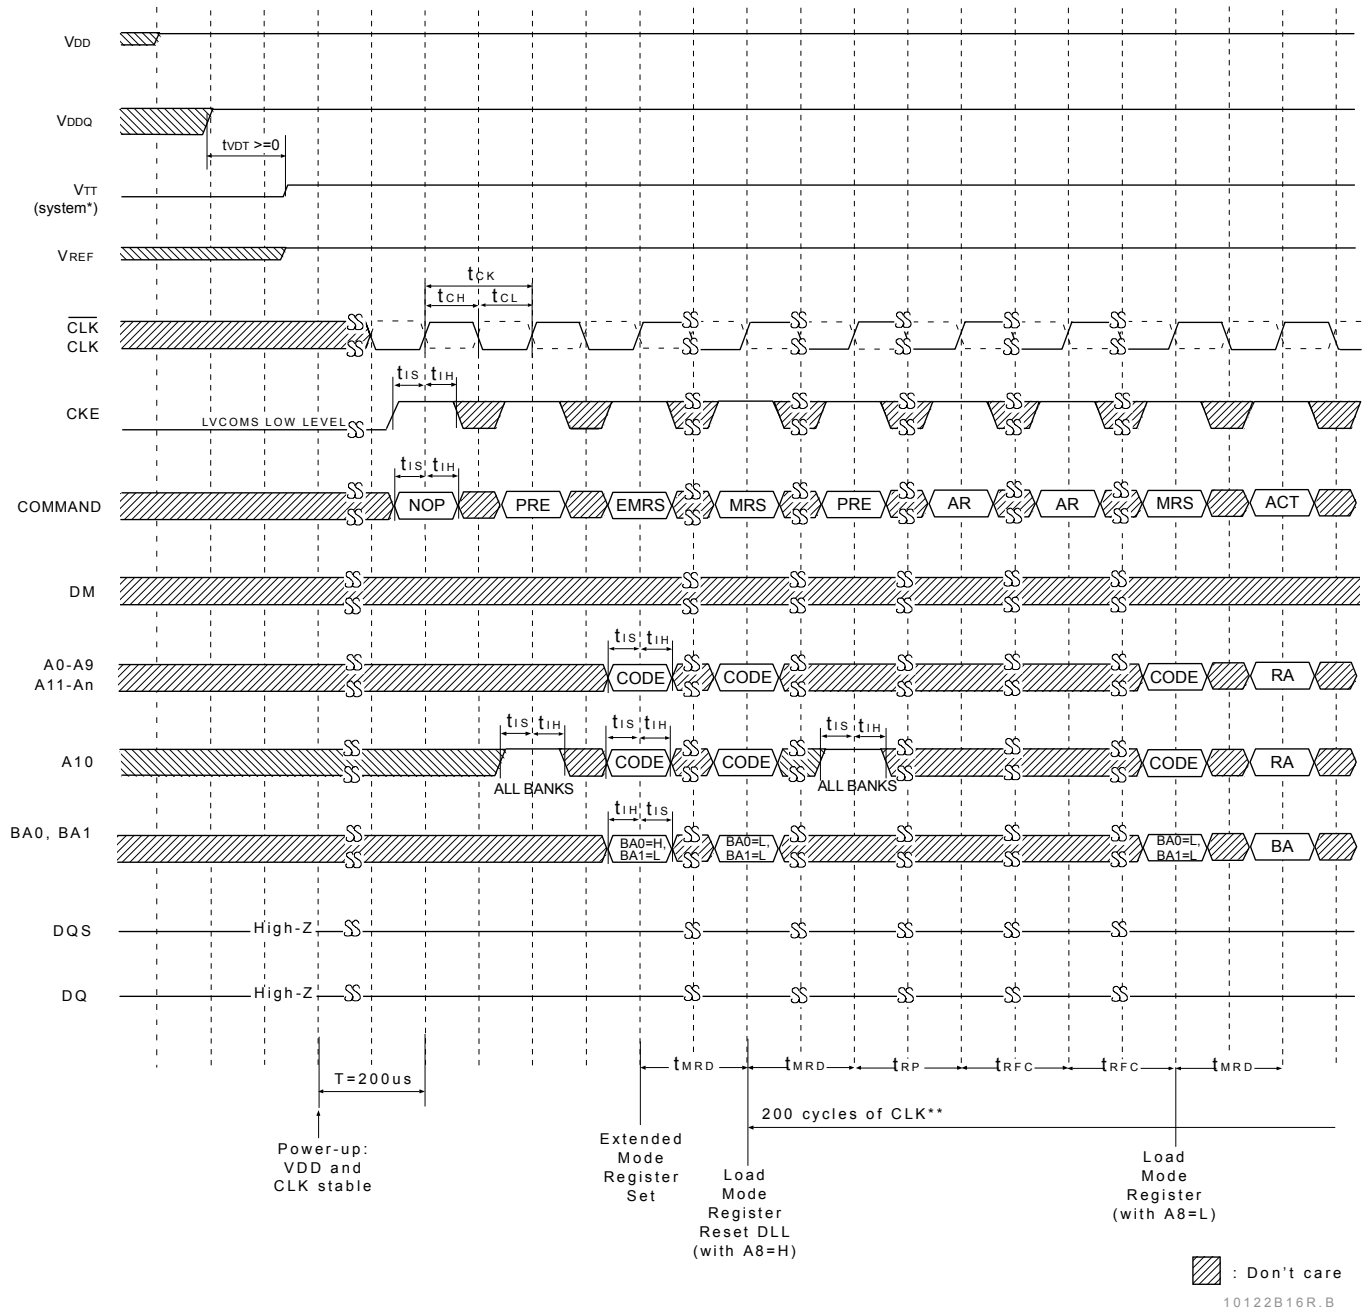 VDD
VDDQ
tVDT >=0
VTT
(system*)
VREF
tCK
tCH tCL
CLK
CLK
tIS tIH
CKE
LVCOMS LOW LEVEL
tIS tIH
COMMAND NOP PRE EMRS MRS PRE AR AR MRS ACT
DM
tIS tIH
A0-A9
A11-An
CODE CODE CODE RA
tIS tIH tIS tIH tIS tIH
A10 CODE CODE CODE RA
ALL BANKS ALL BANKS
tIH tIS
BA0, BA1
BA0=H, BA0=L, BA0=L,
BA1=L BA1=L BA1=L
BA
DQS High-Z
DQ High-Z
tMRD tMRD tRP tRFC tRFC tMRD
T=200us
200 cycles of CLK**
Power-up:
VDD and
CLK stable
Extended
Mode
Register
Set
Load
Mode
Register
Reset DLL
(with A8=H)
Load
Mode
Register
(with A8=L)
: Don't care
10122B16R.B